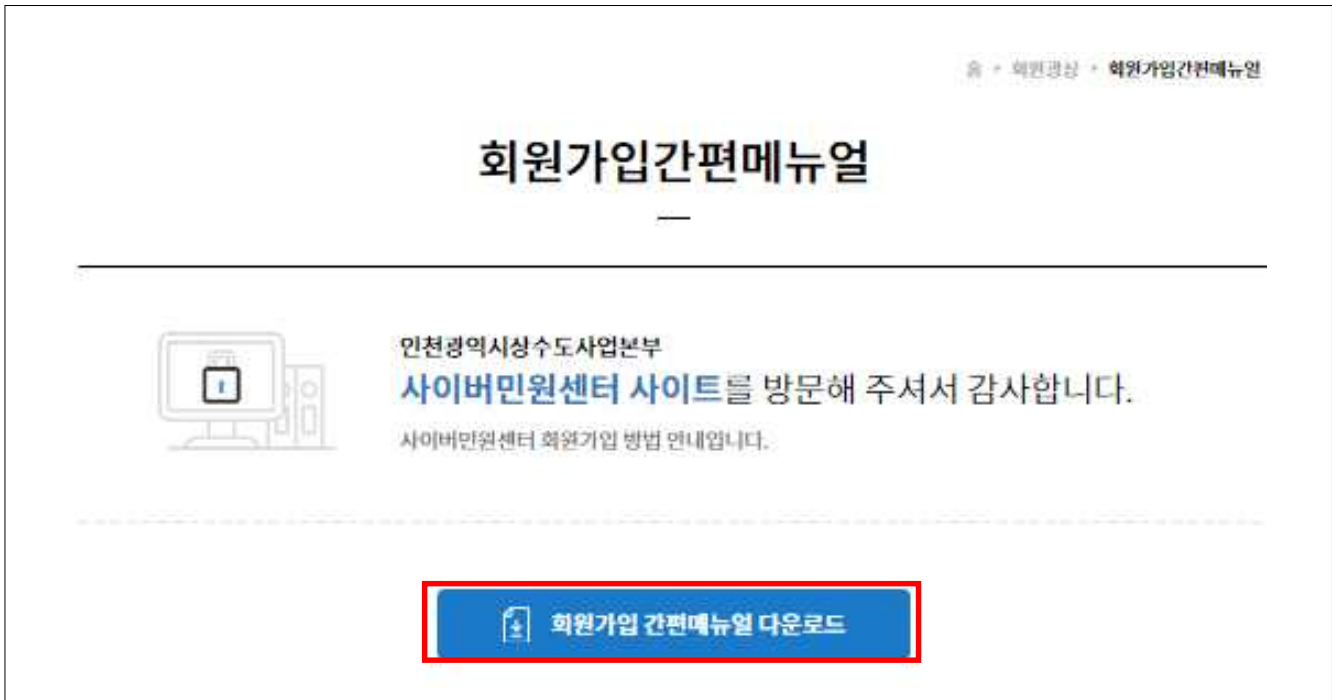 홈 • 회원광장 • 회원가입간편메뉴얼
회원가입간편메뉴얼
인천광역시상수도사업본부
사이버민원센터 사이트를 방문해 주셔서 감사합니다.
사이버민원센터 회원가입 방법 안내입니다.
회원가입 간편메뉴얼 다운로드